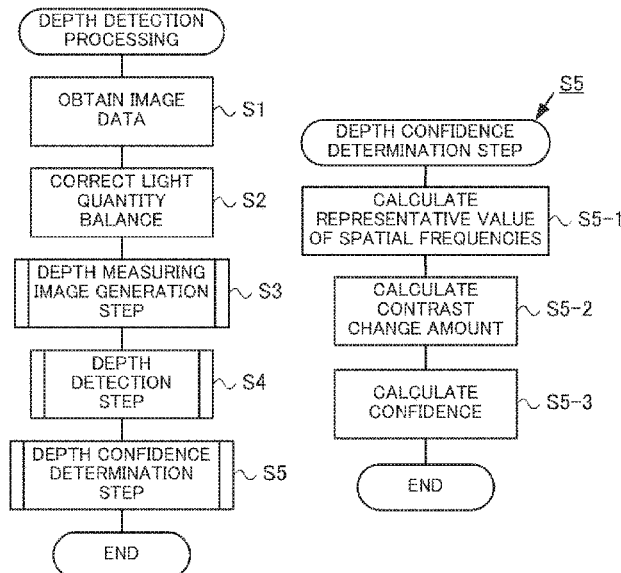 DEPTH DETECTION
PROCESSING
OBTAIN IMAGE
DATA
S1
CORRECT LIGHT
QUANTITY
BALANCE
S2
DEPTH MEASURING
IMAGE GENERATION
STEP
S3
DEPTH
DETECTION
STEP
S4
DEPTH CONFIDENCE
DETERMINATION
STEP
S5
END
S5
DEPTH CONFIDENCE
DETERMINATION STEP
CALCULATE
REPRESENTATIVE VALUE
OF SPATIAL FREQUENCIES
S5-1
CALCULATE
CONTRAST
CHANGE AMOUNT
S5-2
CALCULATE
CONFIDENCE
S5-3
END